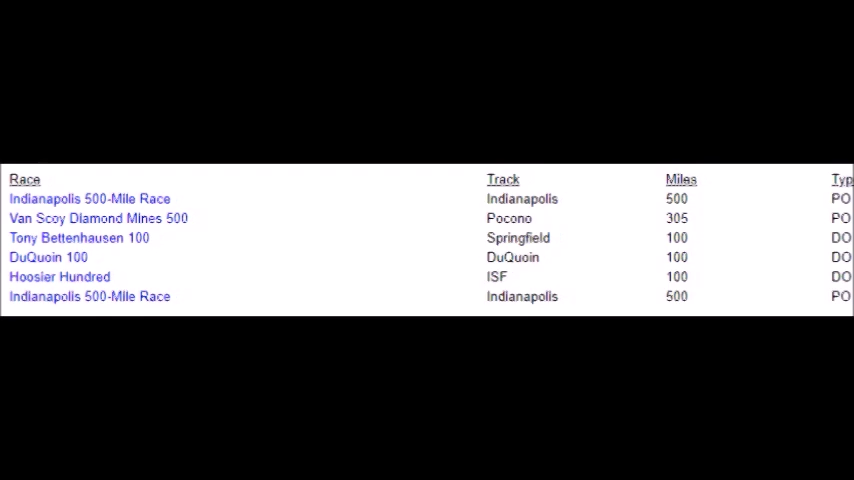 Race Track Miles Typ
Indianapolis 500-Mile Race Indianapolis 500 PO
Van Scoy Diamond Mines 500 Pocono 305 PO
Tony Bettenhausen 100 Springfield 100 DO
DuQuoin 100 DuQuoin 100 DO
Hoosier Hundred ISF 100 DO
Indianapolis 500-Mile Race Indianapolis 500 PO